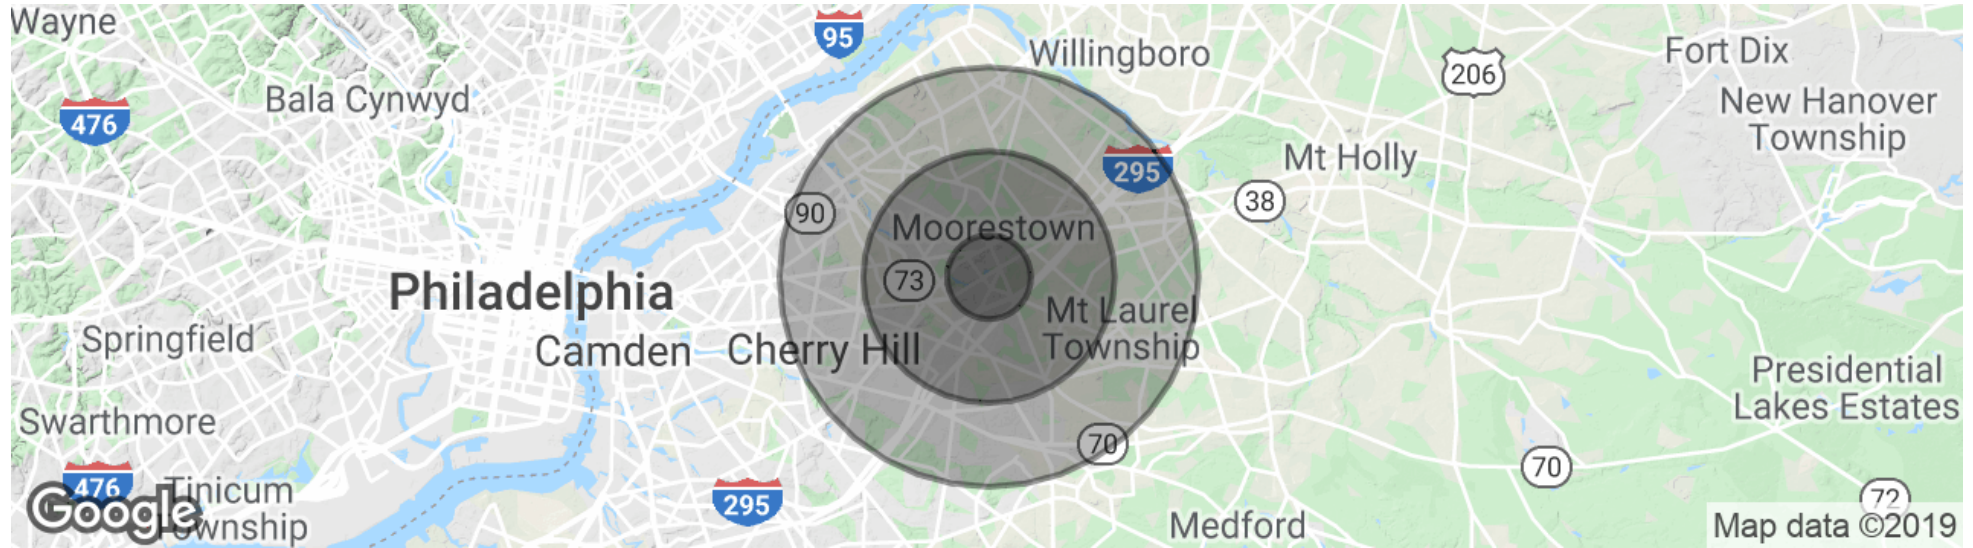 Wayne
95
Willingboro
206
Fort Dix
476
Bala Cynwyd
New Hanover
Township
295
Mt Holly
38
90
Moorestown
73
Philadelphia
Mt Laurel
Township
Springfield
Camden
Cherry Hill
Presidential
Lakes Estates
Swarthmore
70
70
476
Tinicum
Township
295
72
Google
Medford
Map data ©2019